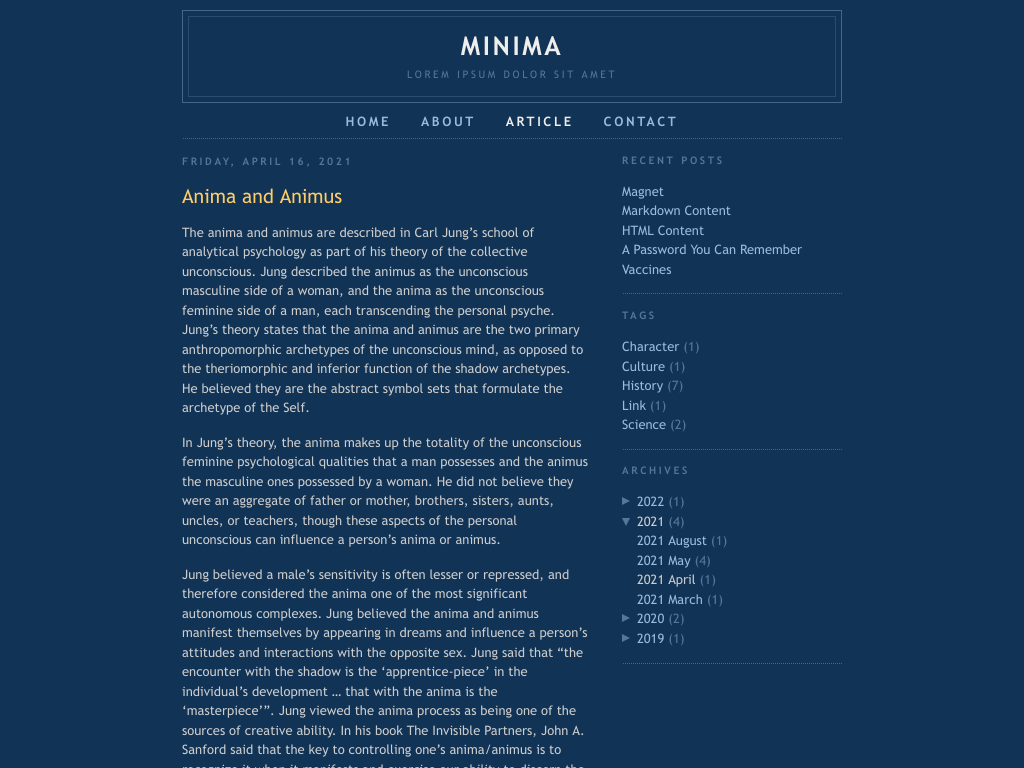 MINIMA
LOREM IPSUM DOLOR SIT AMET
HOME ABOUT ARTICLE CONTACT
FRIDAY, APRIL 16, 2021
Anima and Animus
The anima and animus are described in Carl Jung’s school of
analytical psychology as part of his theory of the collective
unconscious. Jung described the animus as the unconscious
masculine side of a woman, and the anima as the unconscious
feminine side of a man, each transcending the personal psyche.
Jung’s theory states that the anima and animus are the two primary
anthropomorphic archetypes of the unconscious mind, as opposed to
the theriomorphic and inferior function of the shadow archetypes.
He believed they are the abstract symbol sets that formulate the
archetype of the Self.
In Jung’s theory, the anima makes up the totality of the unconscious
feminine psychological qualities that a man possesses and the animus
the masculine ones possessed by a woman. He did not believe they
were an aggregate of father or mother, brothers, sisters, aunts,
uncles, or teachers, though these aspects of the personal
unconscious can influence a person’s anima or animus.
Jung believed a male’s sensitivity is often lesser or repressed, and
therefore considered the anima one of the most significant
autonomous complexes. Jung believed the anima and animus
manifest themselves by appearing in dreams and influence a person’s
attitudes and interactions with the opposite sex. Jung said that “the
encounter with the shadow is the ‘apprentice-piece’ in the
individual’s development … that with the anima is the
‘masterpiece’”. Jung viewed the anima process as being one of the
sources of creative ability. In his book The Invisible Partners, John A.
Sanford said that the key to controlling one’s anima/animus is to
recognize it when it manifests and exercise our ability to discern the
RECENT POSTS
Magnet
Markdown Content
HTML Content
A Password You Can Remember
Vaccines
TAGS
Character (1)
Culture (1)
History (7)
Link (1)
Science (2)
ARCHIVES
► 2022 (1)
▼ 2021 (4)
2021 August (1)
2021 May (4)
2021 April (1)
2021 March (1)
► 2020 (2)
► 2019 (1)